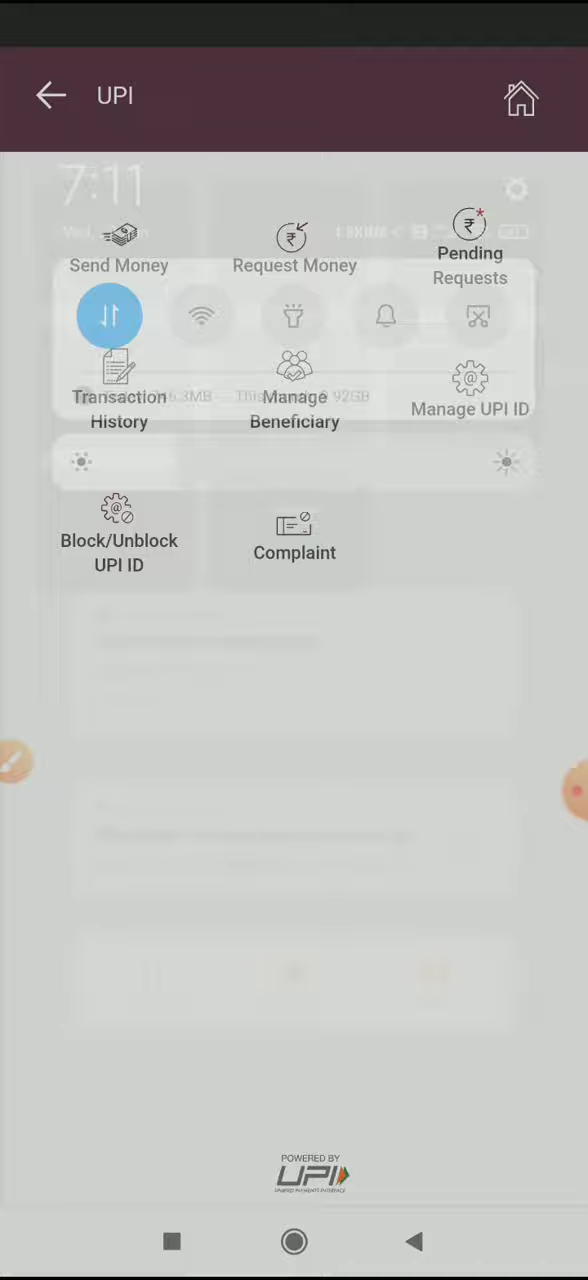 UPI
7:11
Send Money
Request Money
Pending
Requests
Transaction
History
Manage
Beneficiary
Manage UPI ID
Block/Unblock
UPI ID
Complaint
POWERED BY
UPI
UNIFIED PAYMENTS INTERFACE